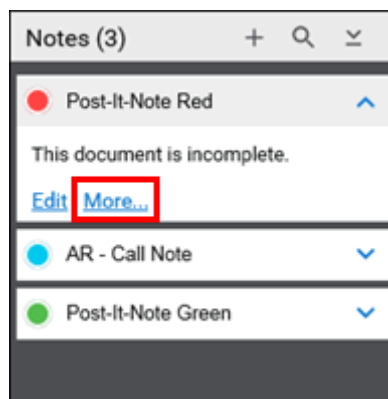 Notes (3)
Post-It-Note Red
This document is incomplete.
Edit More...
AR - Call Note
Post-It-Note Green